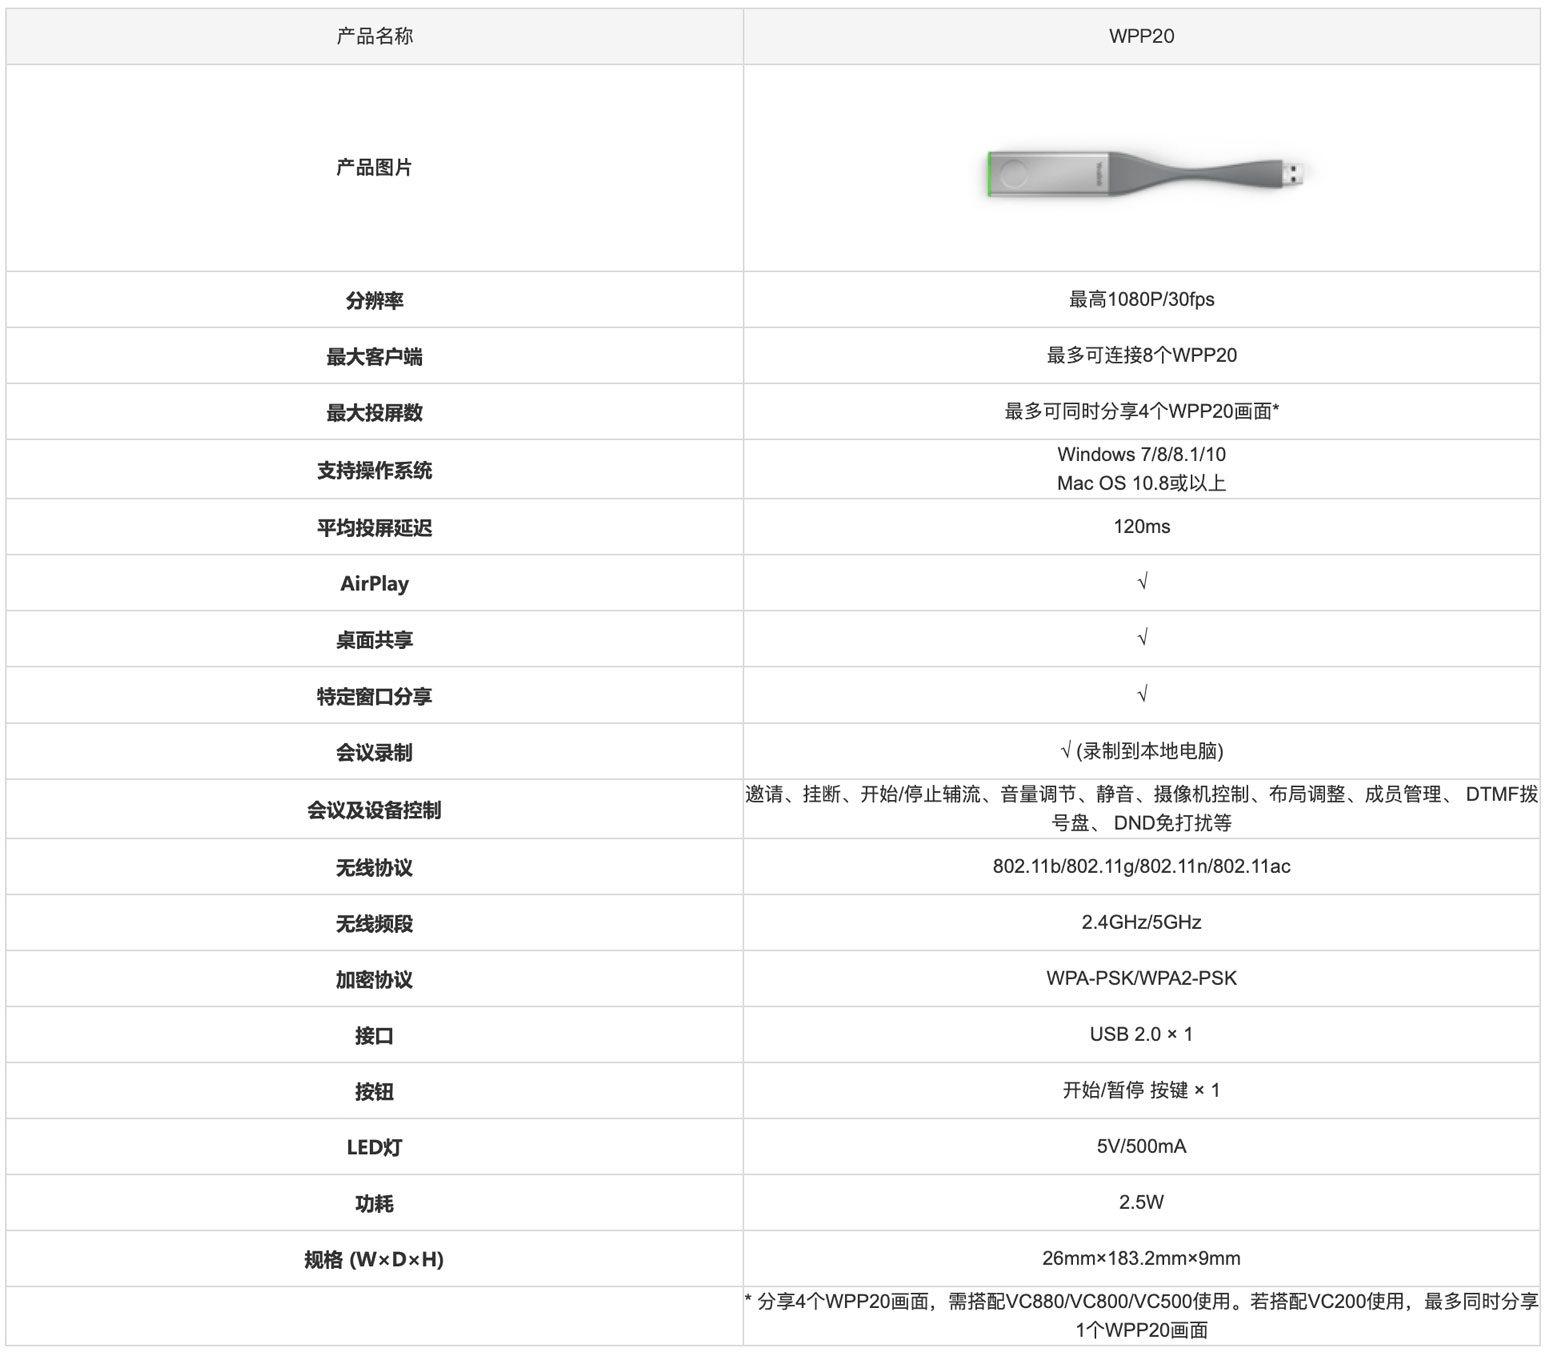 产品名称 WPP20
产品图片
Yealink
分辨率 最高1080P/30fps
最大客户端 最多可连接8个WPP20
最大投屏数 最多可同时分享4个WPP20画面*
支持操作系统 Windows 7/8/8.1/10
Mac OS 10.8或以上
平均投屏延迟 120ms
AirPlay √
桌面共享 √
特定窗口分享 √
会议录制 √ (录制到本地电脑)
会议及设备控制 邀请、挂断、开始/停止辅流、音量调节、静音、摄像机控制、布局调整、成员管理、 DTMF拨
号盘、 DND免打扰等
无线协议 802.11b/802.11g/802.11n/802.11ac
无线频段 2.4GHz/5GHz
加密协议 WPA-PSK/WPA2-PSK
接口 USB 2.0 × 1
按钮 开始/暂停 按键 × 1
LED灯 5V/500mA
功耗 2.5W
规格 (W×D×H) 26mm×183.2mm×9mm
* 分享4个WPP20画面，需搭配VC880/VC800/VC500使用。若搭配VC200使用，最多同时分享
1个WPP20画面